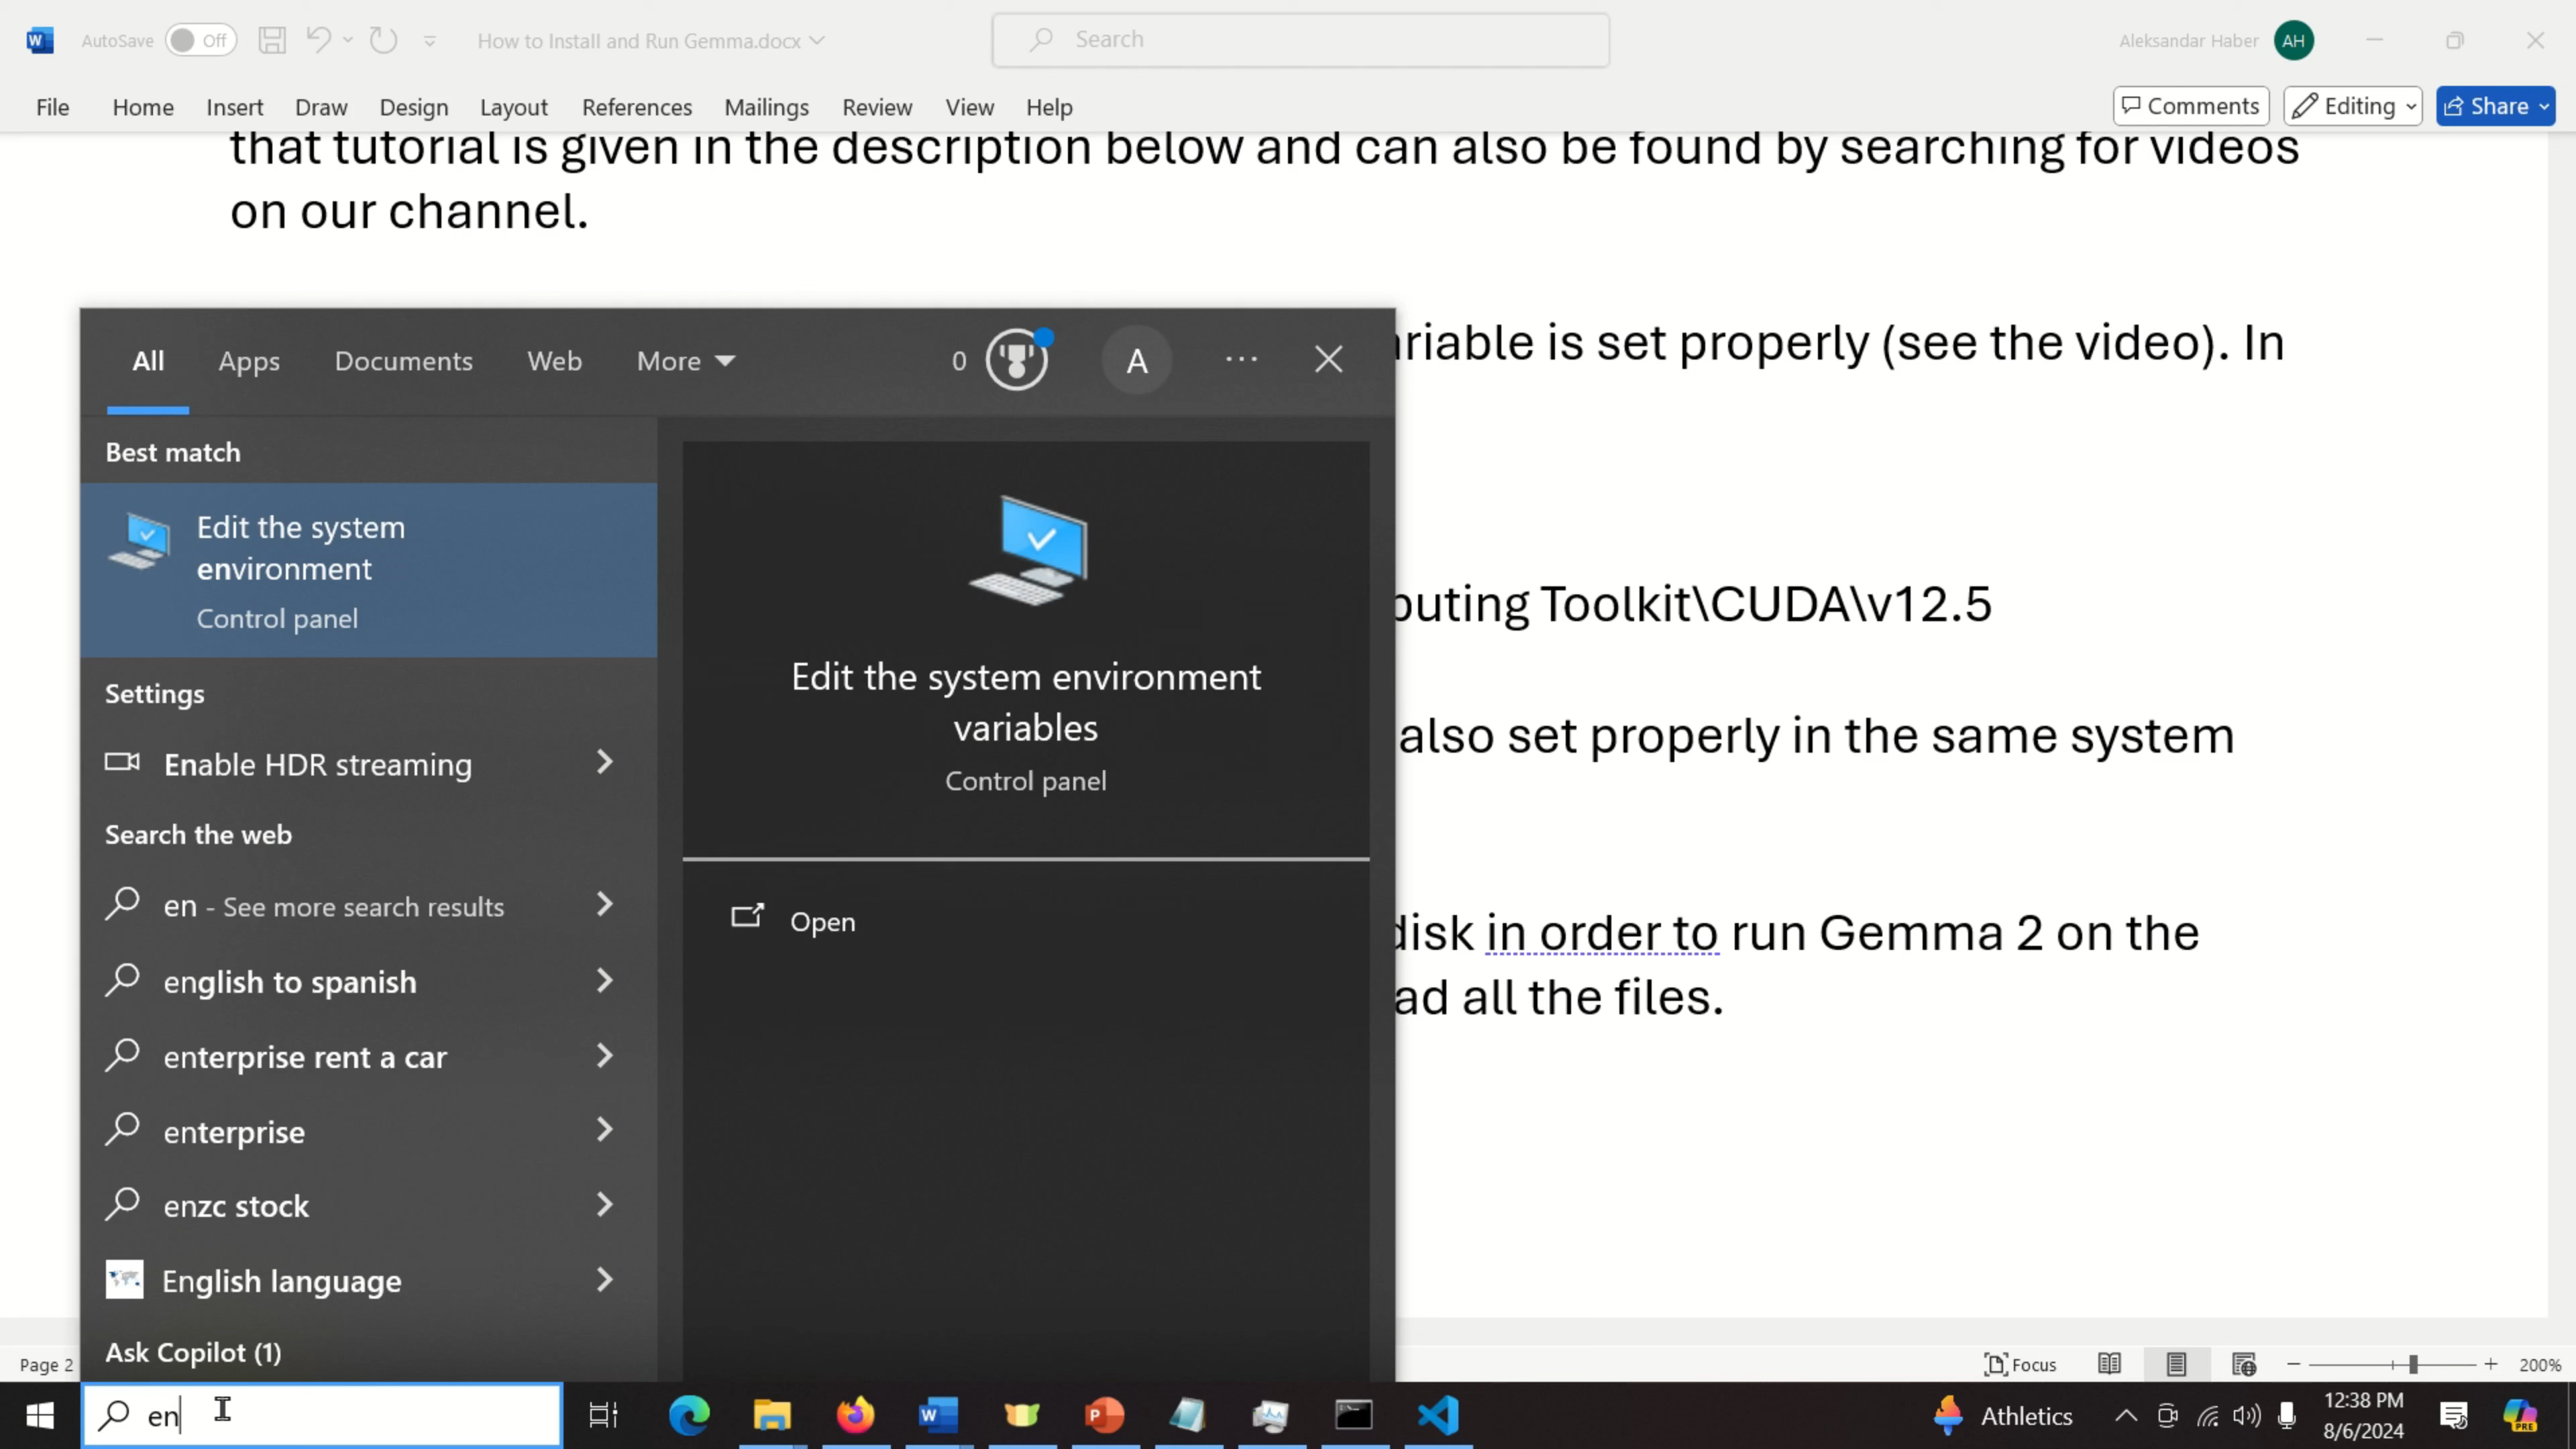 AutoSave Off How to Install and Run Gemma.docx Search Aleksandar Haber AH
File Home Insert Draw Design Layout References Mailings Review View Help Comments Editing Share
that tutorial is given in the description below and can also be found by searching for videos
on our channel.
riable is set properly (see the video). In
puting Toolkit\CUDA\v12.5
also set properly in the same system
disk in order to run Gemma 2 on the
ad all the files.
All Apps Documents Web More 0 A
Best match
Edit the system
environment
Control panel
Settings
Enable HDR streaming
Search the web
en - See more search results
english to spanish
enterprise rent a car
enterprise
enzc stock
English language
Ask Copilot (1)
Edit the system environment
variables
Control panel
Open
Page 2 Focus 200%
en Athletics 12:38 PM
8/6/2024
PRE